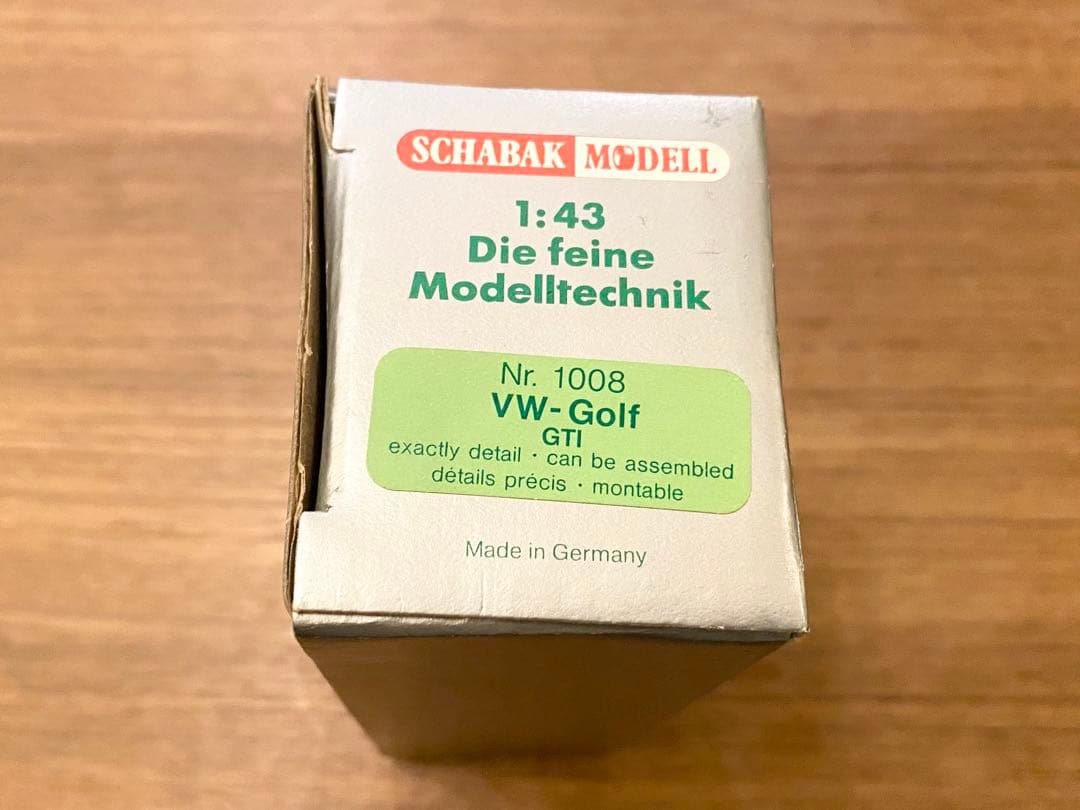 SCHABAK MODELL
1:43
Die feine
Modelltechnik
Nr. 1008
VW-Golf
GTI
exactly detail · can be assembled
détails précis · montable
Made in Germany